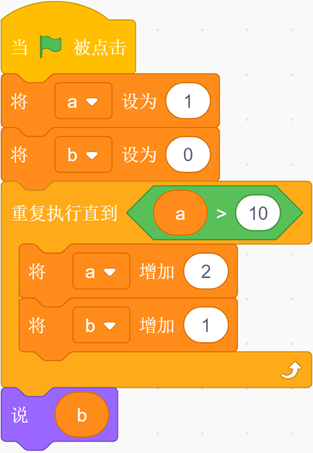 当 被点击
将 a 设为 1
将 b 设为 0
重复执行直到 a > 10
将 a 增加 2
将 b 增加 1
说 b